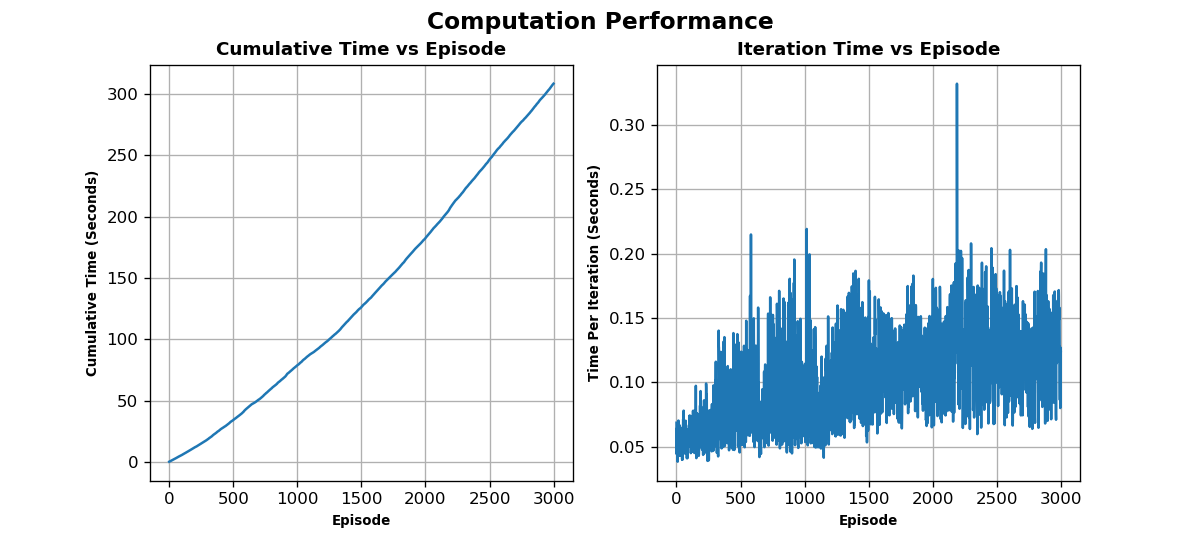 Computation Performance
Cumulative Time vs Episode
Cumulative Time (Seconds)
300
250
200
150
100
50
0
0 500 1000 1500 2000 2500 3000
Episode
Iteration Time vs Episode
Time Per Iteration (Seconds)
0.30
0.25
0.20
0.15
0.10
0.05
0 500 1000 1500 2000 2500 3000
Episode